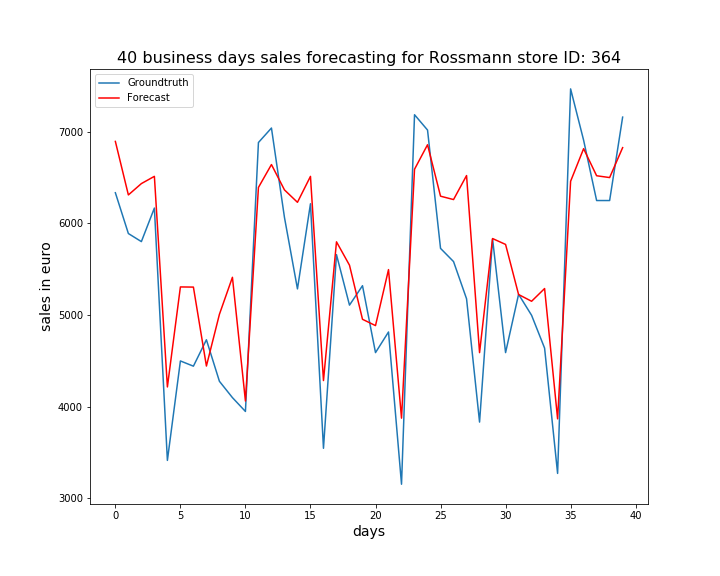 40 business days sales forecasting for Rossmann store ID: 364
Groundtruth
Forecast
7000
6000
5000
4000
3000
sales in euro
0 5 10 15 20 25 30 35 40
days